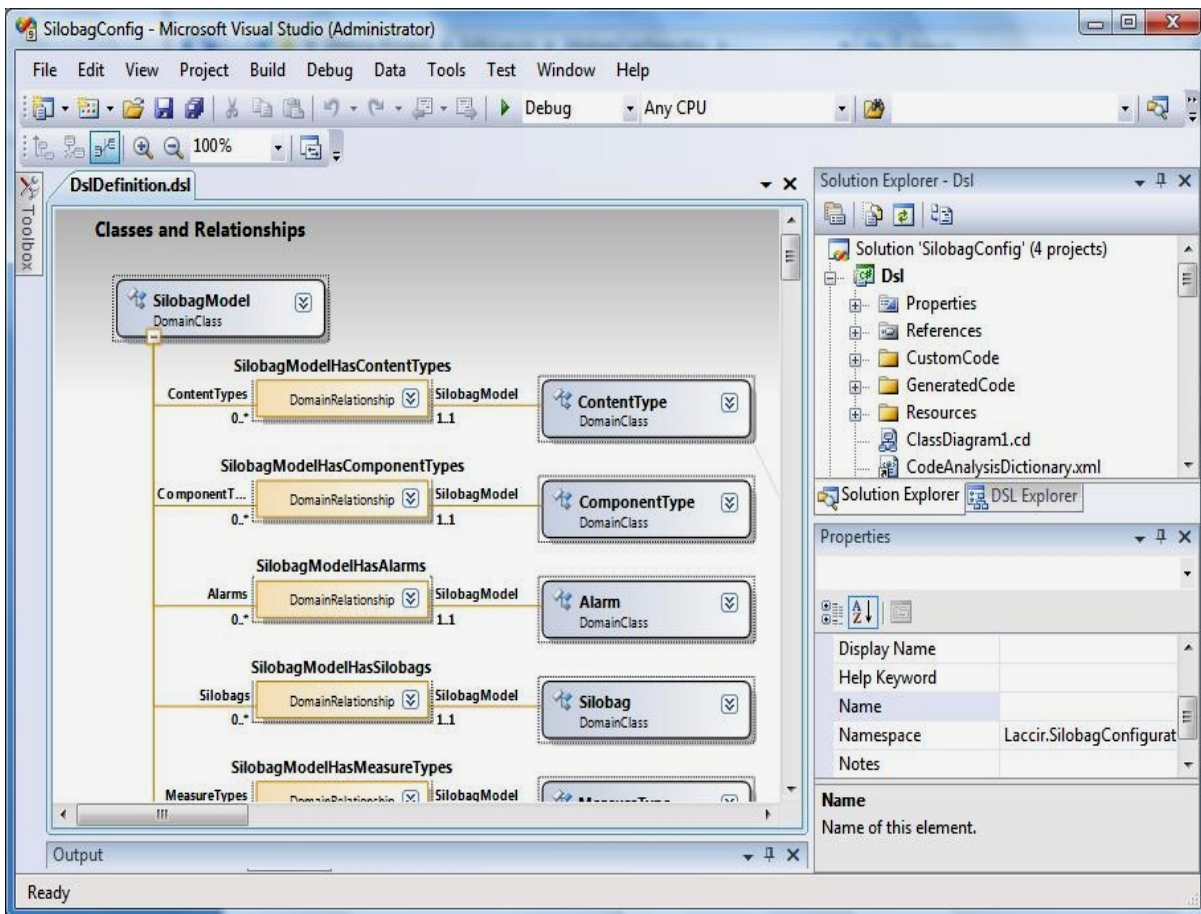 SilobagConfig - Microsoft Visual Studio (Administrator)
File Edit View Project Build Debug Data Tools Test Window Help
Debug Any CPU
100%
Toolbox
DslDefinition.dsl
Classes and Relationships
SilobagModel
DomainClass
SilobagModelHasContentTypes
ContentTypes DomainRelationship SilobagModel ContentType
0..* 1..1 DomainClass
SilobagModelHasComponentTypes
ComponentT... DomainRelationship SilobagModel ComponentType
0..* 1..1 DomainClass
SilobagModelHasAlarms
Alarms DomainRelationship SilobagModel Alarm
0..* 1..1 DomainClass
SilobagModelHasSilobags
Silobags DomainRelationship SilobagModel Silobag
0..* 1..1 DomainClass
SilobagModelHasMeasureTypes
MeasureTypes DomainRelationship SilobagModel MeasureType
Output
Ready
Solution Explorer - Dsl
Solution 'SilobagConfig' (4 projects)
Dsl
Properties
References
CustomCode
GeneratedCode
Resources
ClassDiagram1.cd
CodeAnalysisDictionary.xml
Solution Explorer DSL Explorer
Properties
Display Name
Help Keyword
Name
Namespace Laccir.SilobagConfigurat
Notes
Name
Name of this element.